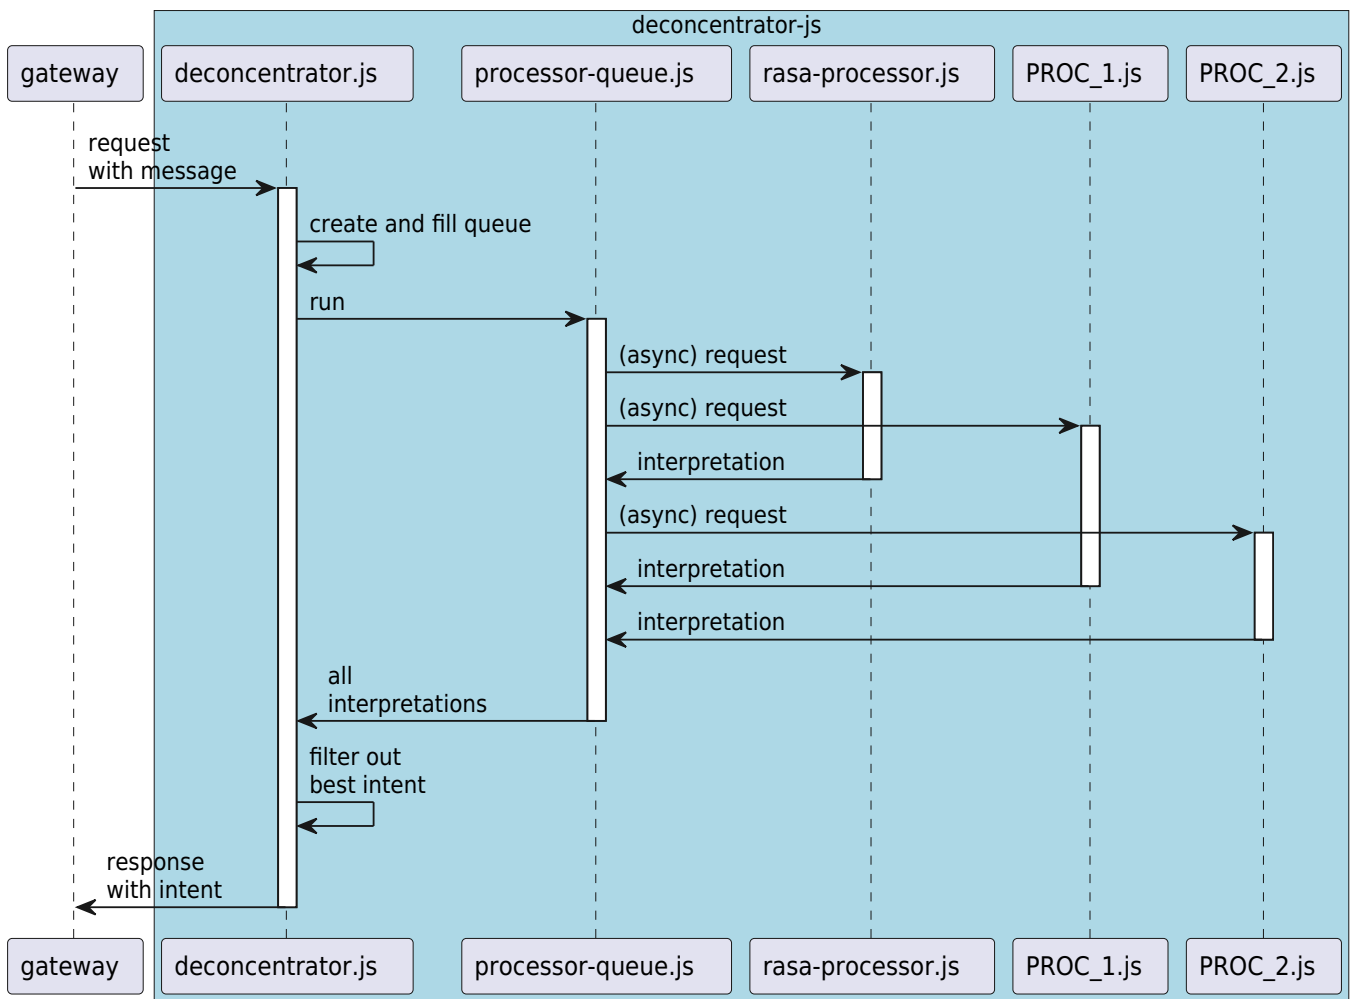 deconcentrator-js
gateway
deconcentrator.js
processor-queue.js
rasa-processor.js
PROC_1.js
PROC_2.js
request
with message
create and fill queue
run
(async) request
(async) request
interpretation
(async) request
interpretation
interpretation
all
interpretations
filter out
best intent
response
with intent
gateway
deconcentrator.js
processor-queue.js
rasa-processor.js
PROC_1.js
PROC_2.js